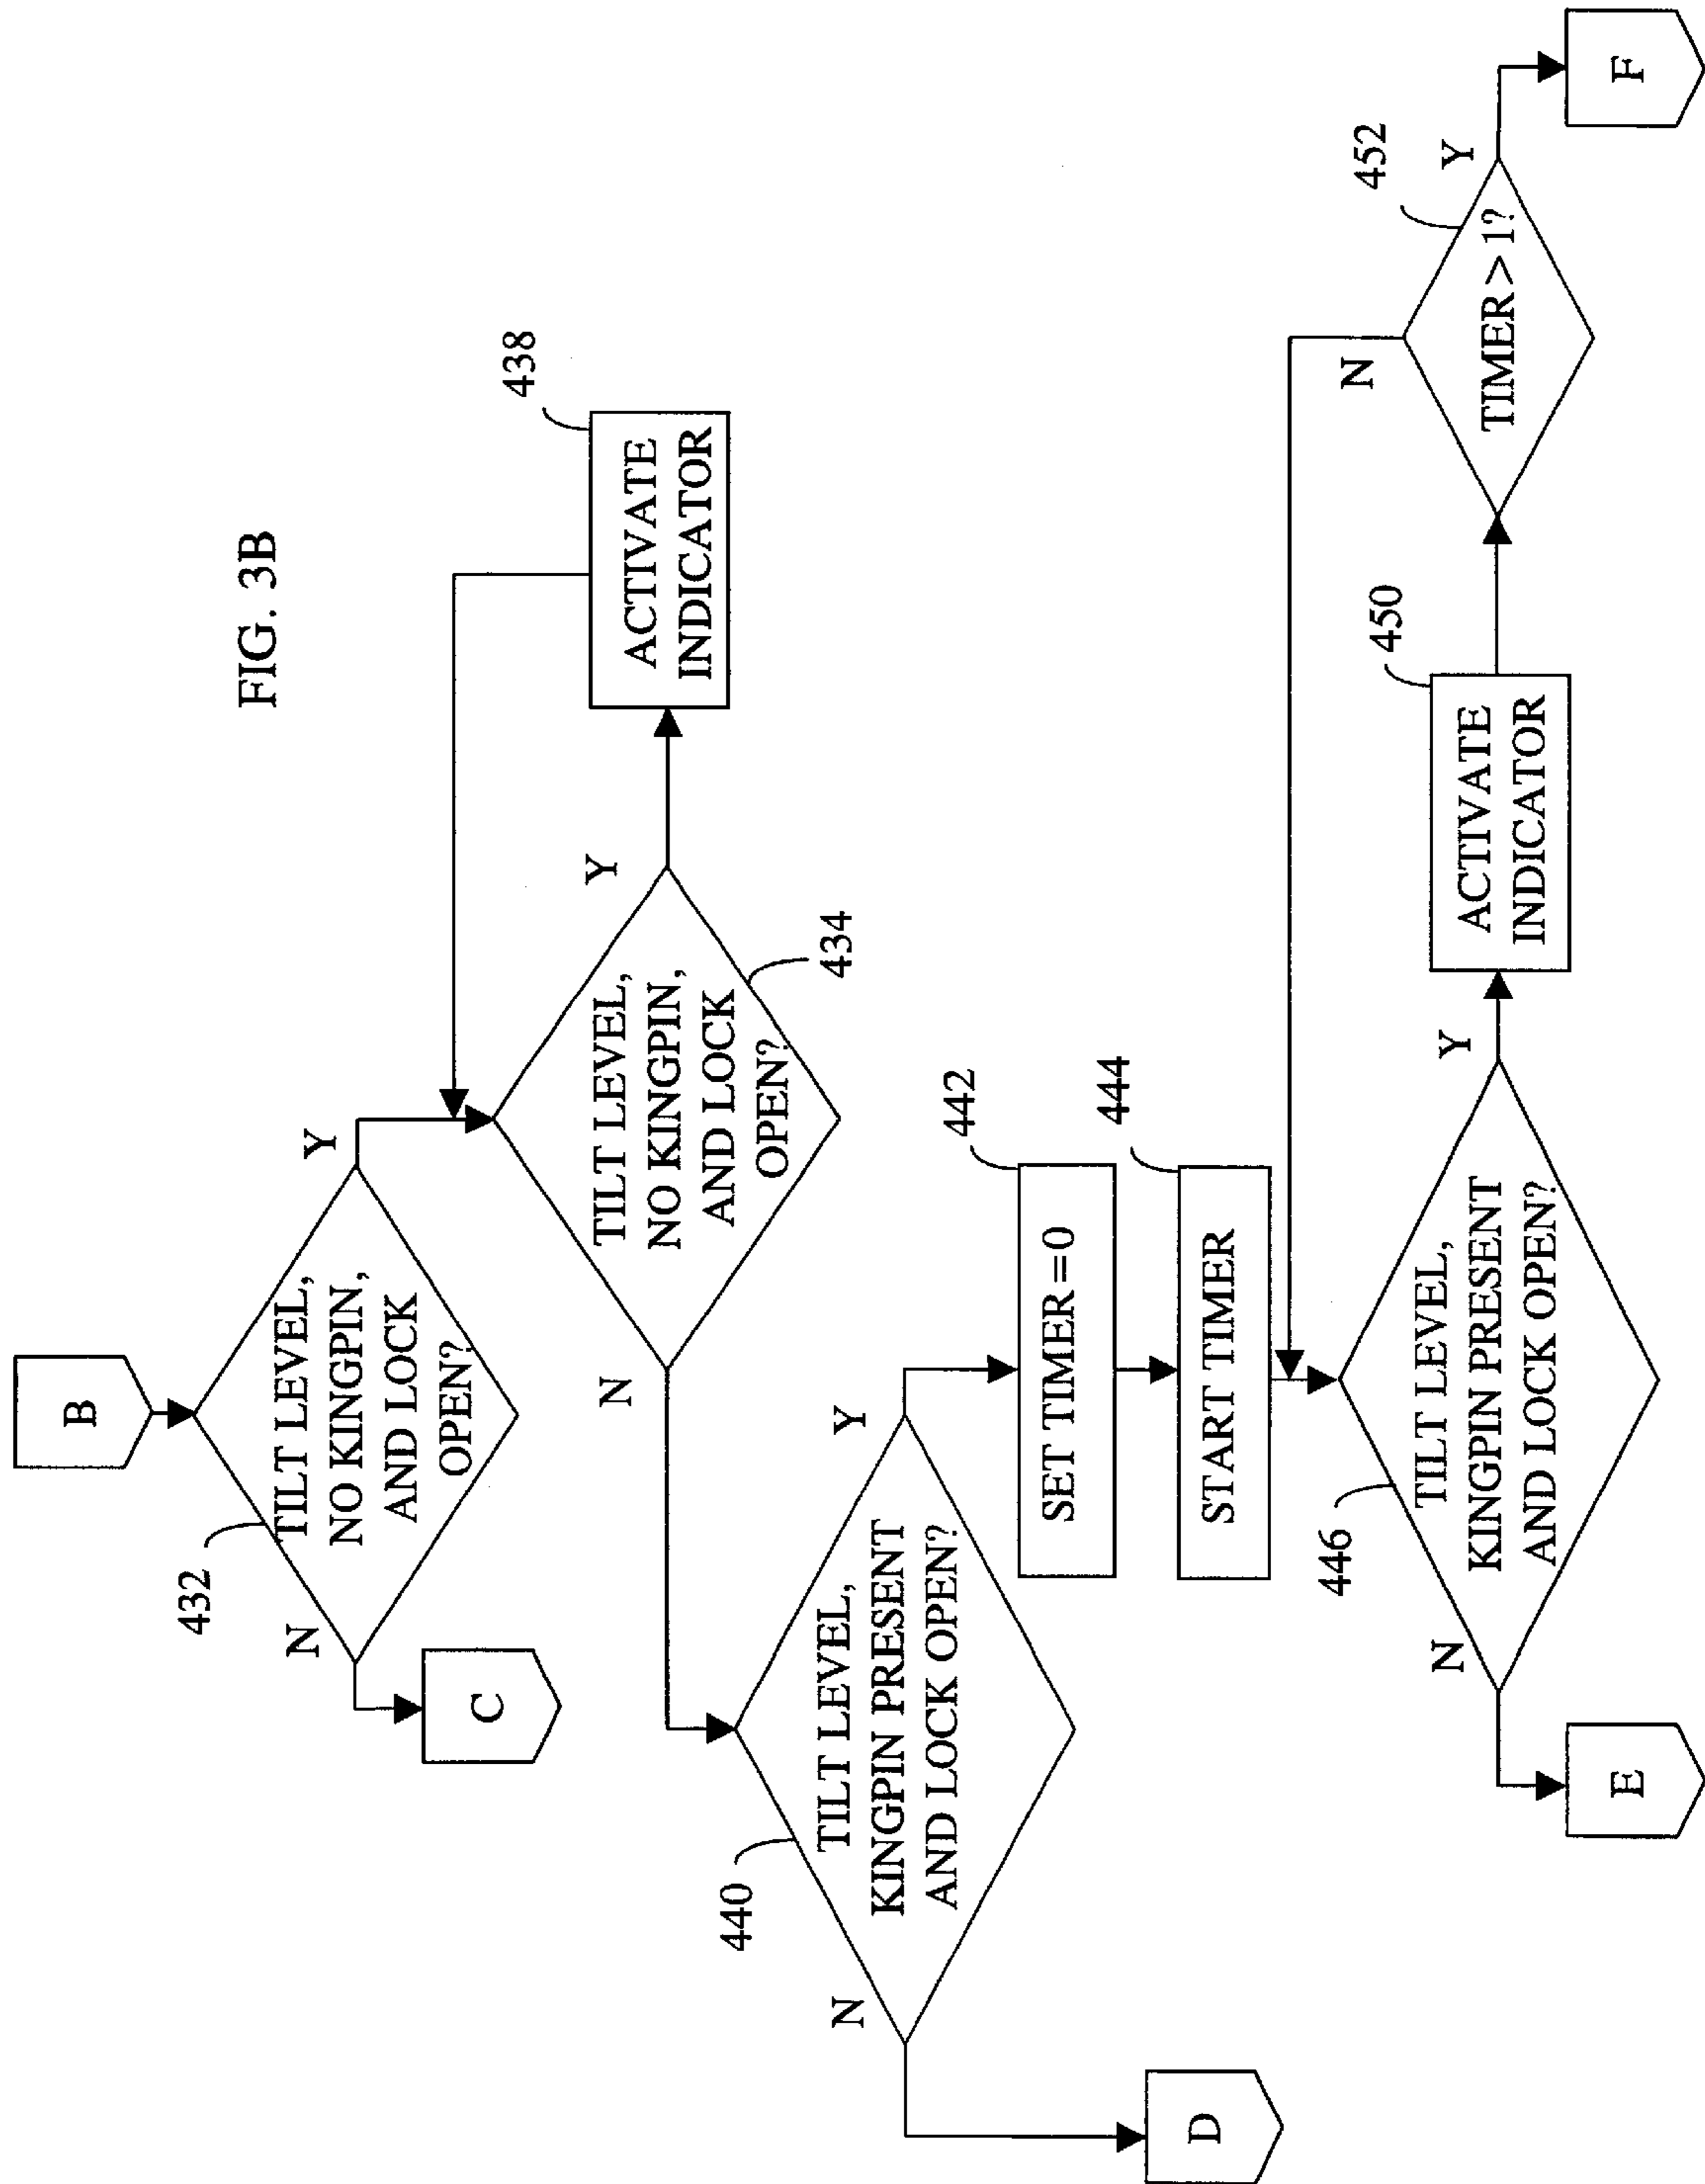 FIG. 3B
B
432
TILT LEVEL,
NO KINGPIN,
AND LOCK
OPEN?
N
Y
C
434
TILT LEVEL,
NO KINGPIN,
AND LOCK
OPEN?
N
Y
438
ACTIVATE
INDICATOR
440
TILT LEVEL,
KINGPIN PRESENT
AND LOCK OPEN?
N
Y
D
442
SET TIMER=0
444
START TIMER
446
TILT LEVEL,
KINGPIN PRESENT
AND LOCK OPEN?
N
Y
E
450
ACTIVATE
INDICATOR
452
TIMER > 1?
N
Y
F